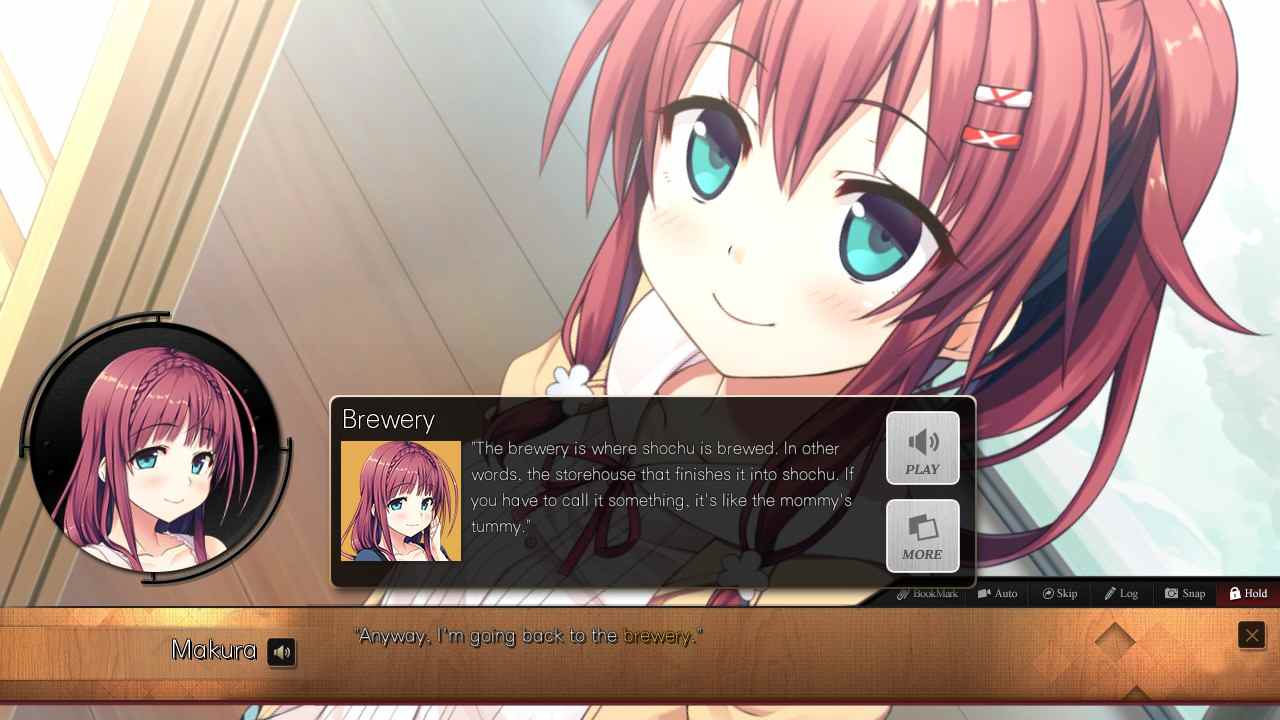 Brewery
"The brewery is where shochu is brewed. In other
words, the storehouse that finishes it into shochu. If
you have to call it something, it's like the mommy's
tummy."
PLAY
MORE
BookMark Auto Skip Log Snap Hold
Makura
"Anyway, I'm going back to the brewery."